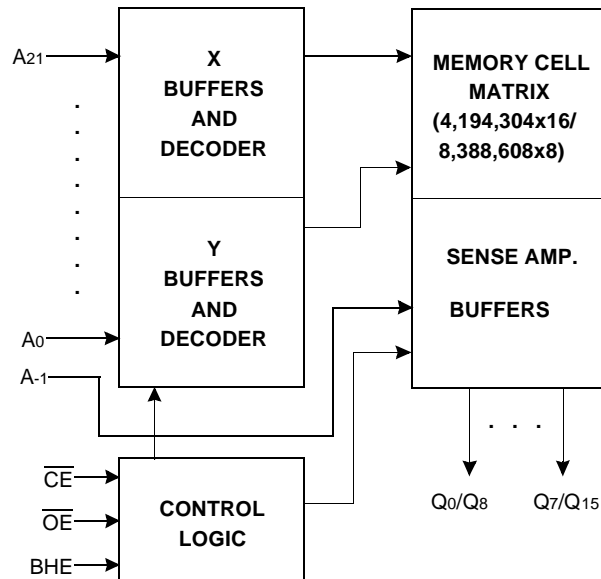 A21
X
BUFFERS
AND
DECODER
MEMORY CELL
MATRIX
(4,194,304x16/
8,388,608x8)
Y
BUFFERS
AND
DECODER
SENSE AMP.
BUFFERS
A0
A-1
CE
OE
BHE
CONTROL
LOGIC
Q0/Q8
Q7/Q15